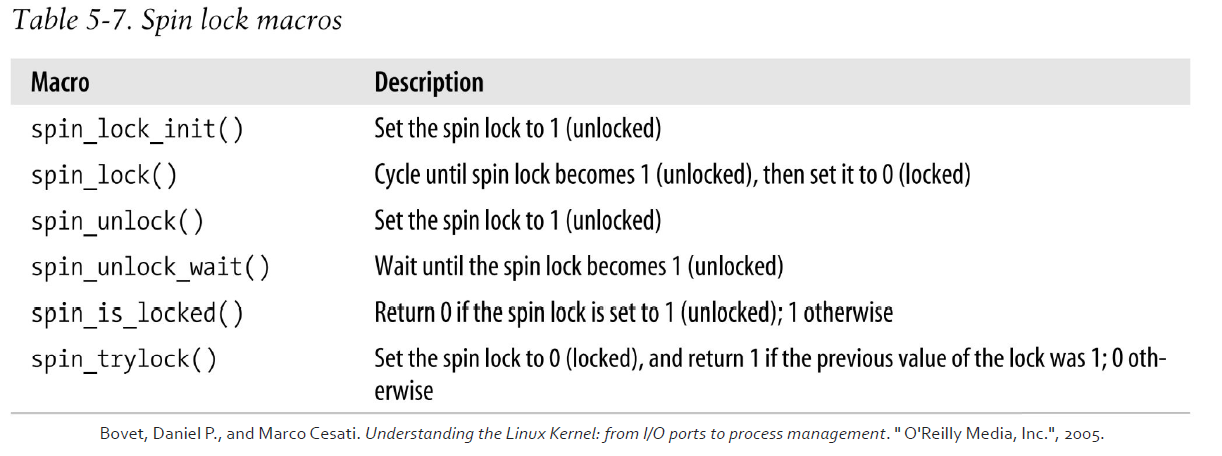 Table 5-7. Spin lock macros
Macro Description
spin_lock_init() Set the spin lock to 1 (unlocked)
spin_lock() Cycle until spin lock becomes 1 (unlocked), then set it to 0 (locked)
spin_unlock() Set the spin lock to 1 (unlocked)
spin_unlock_wait() Wait until the spin lock becomes 1 (unlocked)
spin_is_locked() Return 0 if the spin lock is set to 1 (unlocked); 1 otherwise
spin_trylock() Set the spin lock to 0 (locked), and return 1 if the previous value of the lock was 1; 0 oth-
erwise
Bovet, Daniel P., and Marco Cesati. Understanding the Linux Kernel: from I/O ports to process management. " O'Reilly Media, Inc.", 2005.